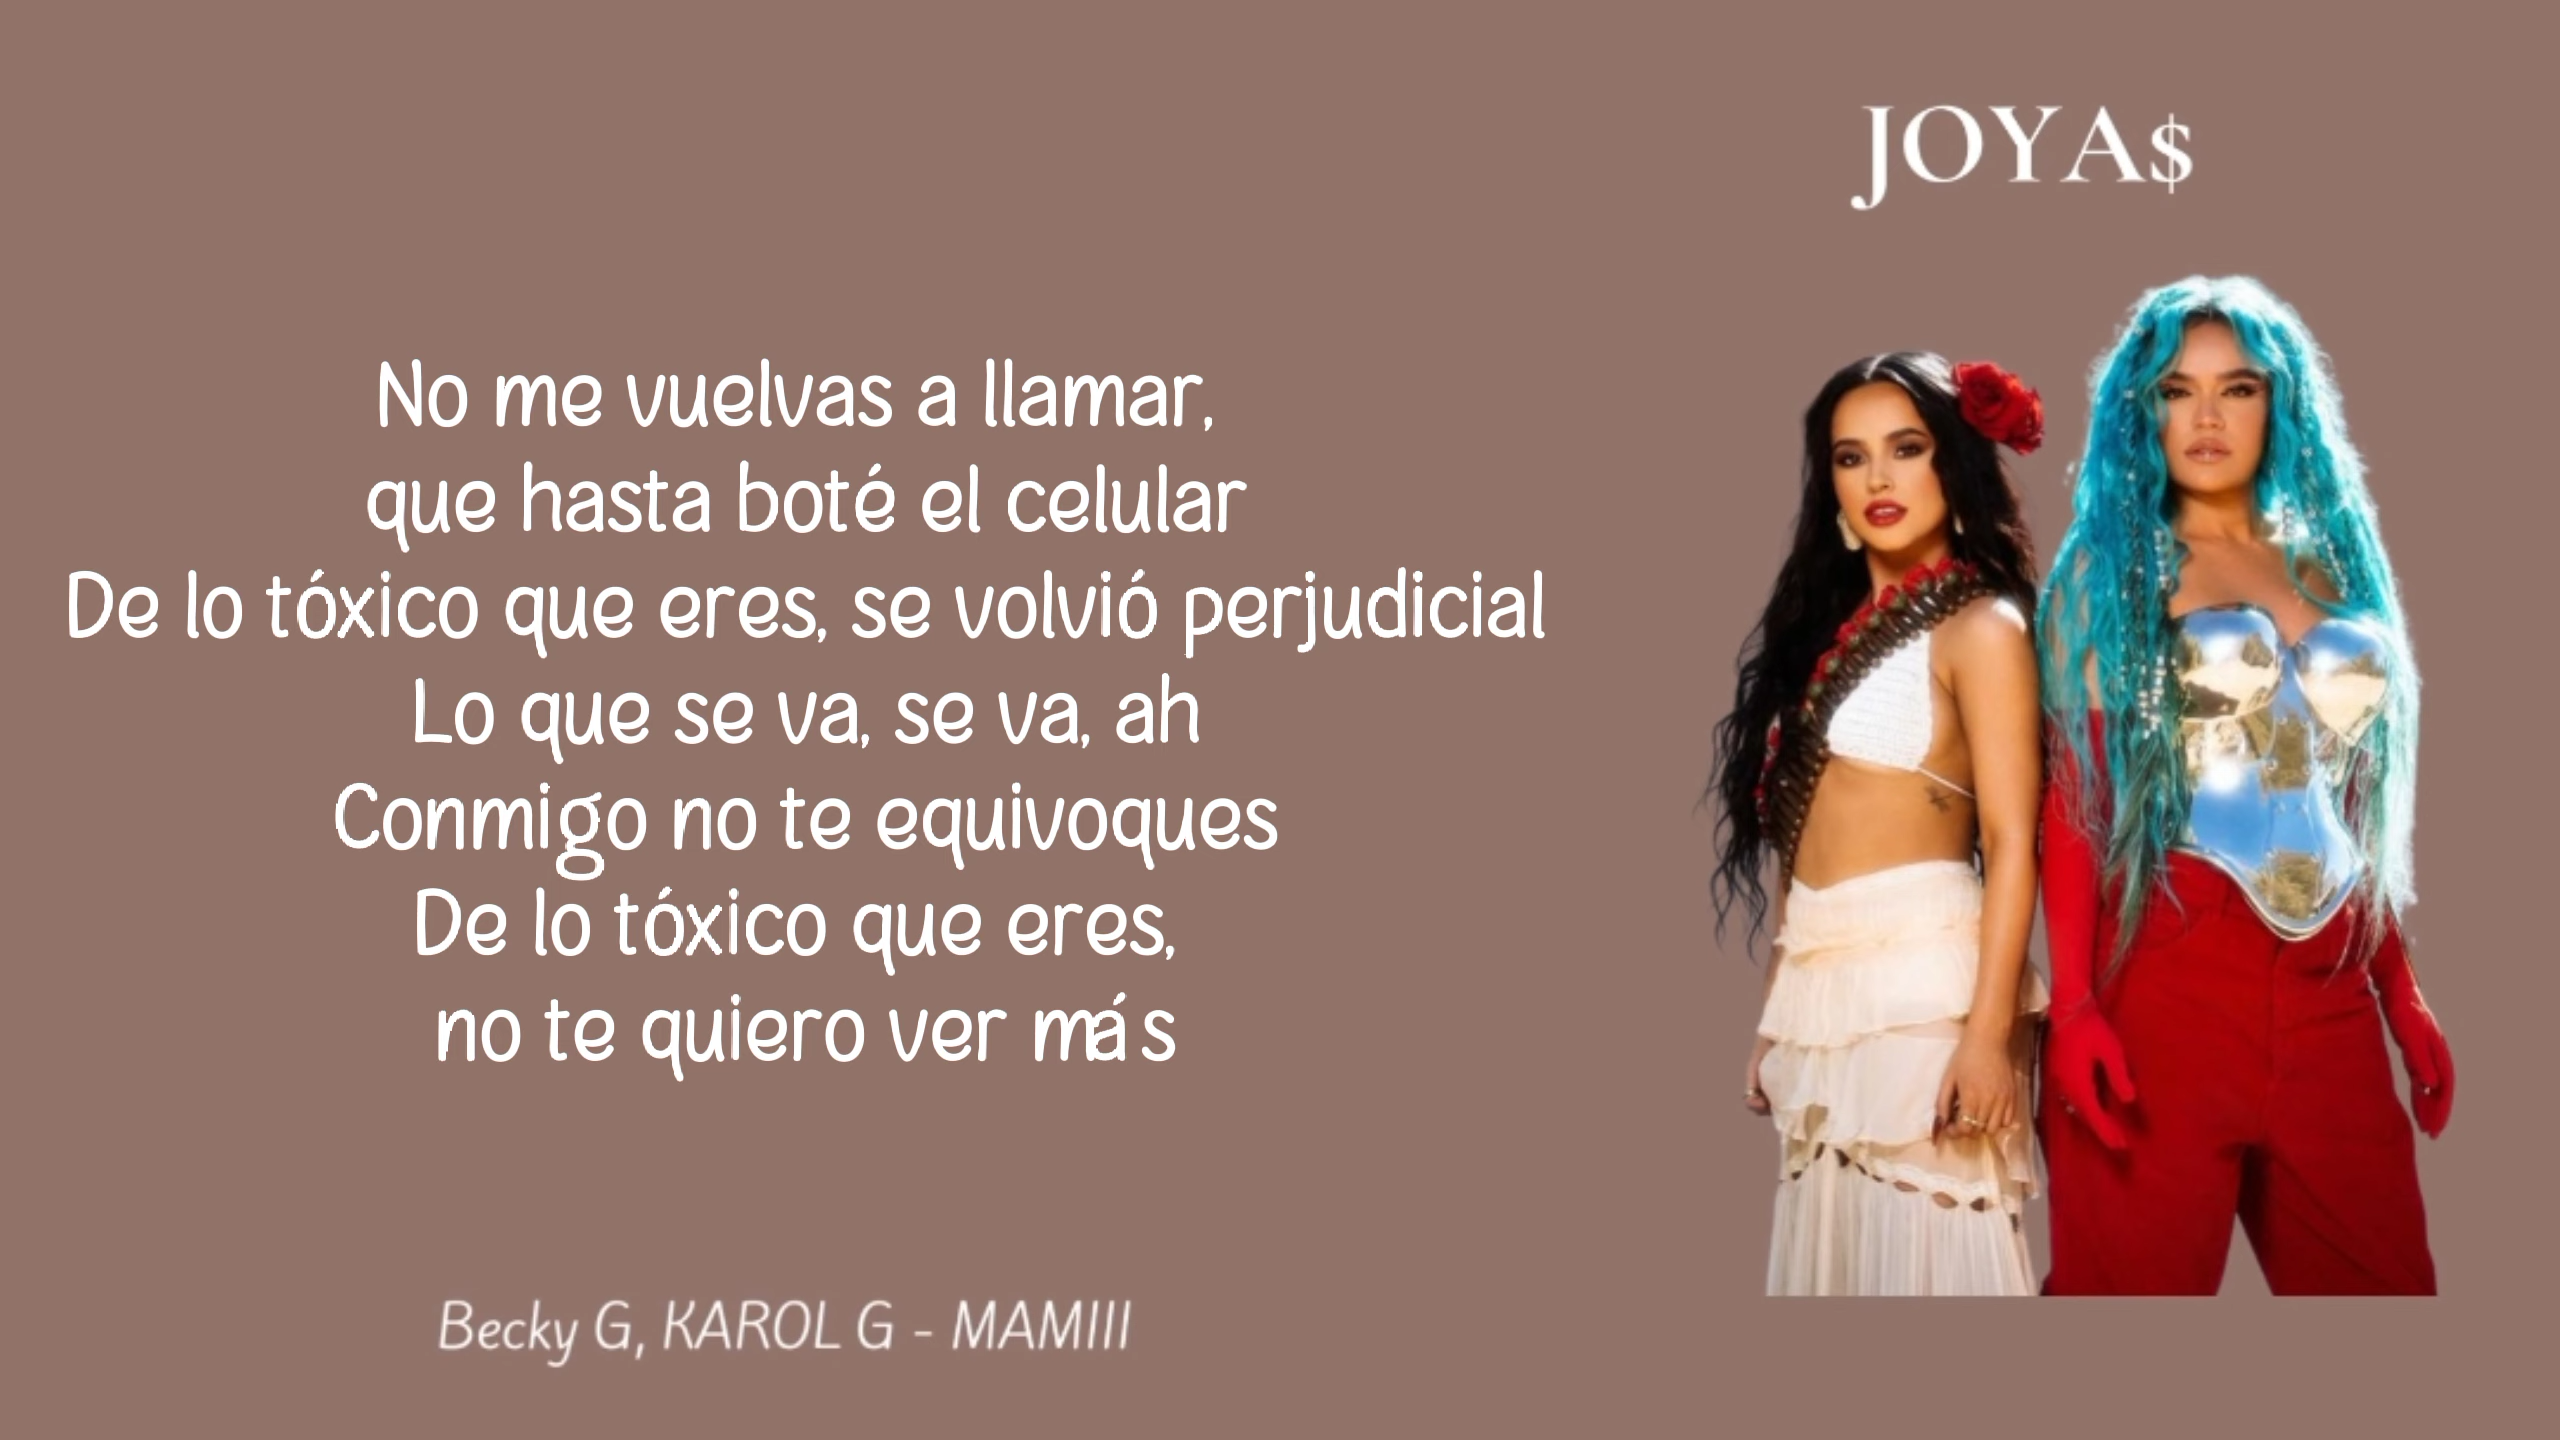 JOYA$
No me vuelvas a llamar,
que hasta boté el celular
De lo tóxico que eres, se volvió perjudicial
Lo que se va, se va, ah
Conmigo no te equivoques
De lo tóxico que eres,
no te quiero ver más
Becky G, KAROL G - MAMIII